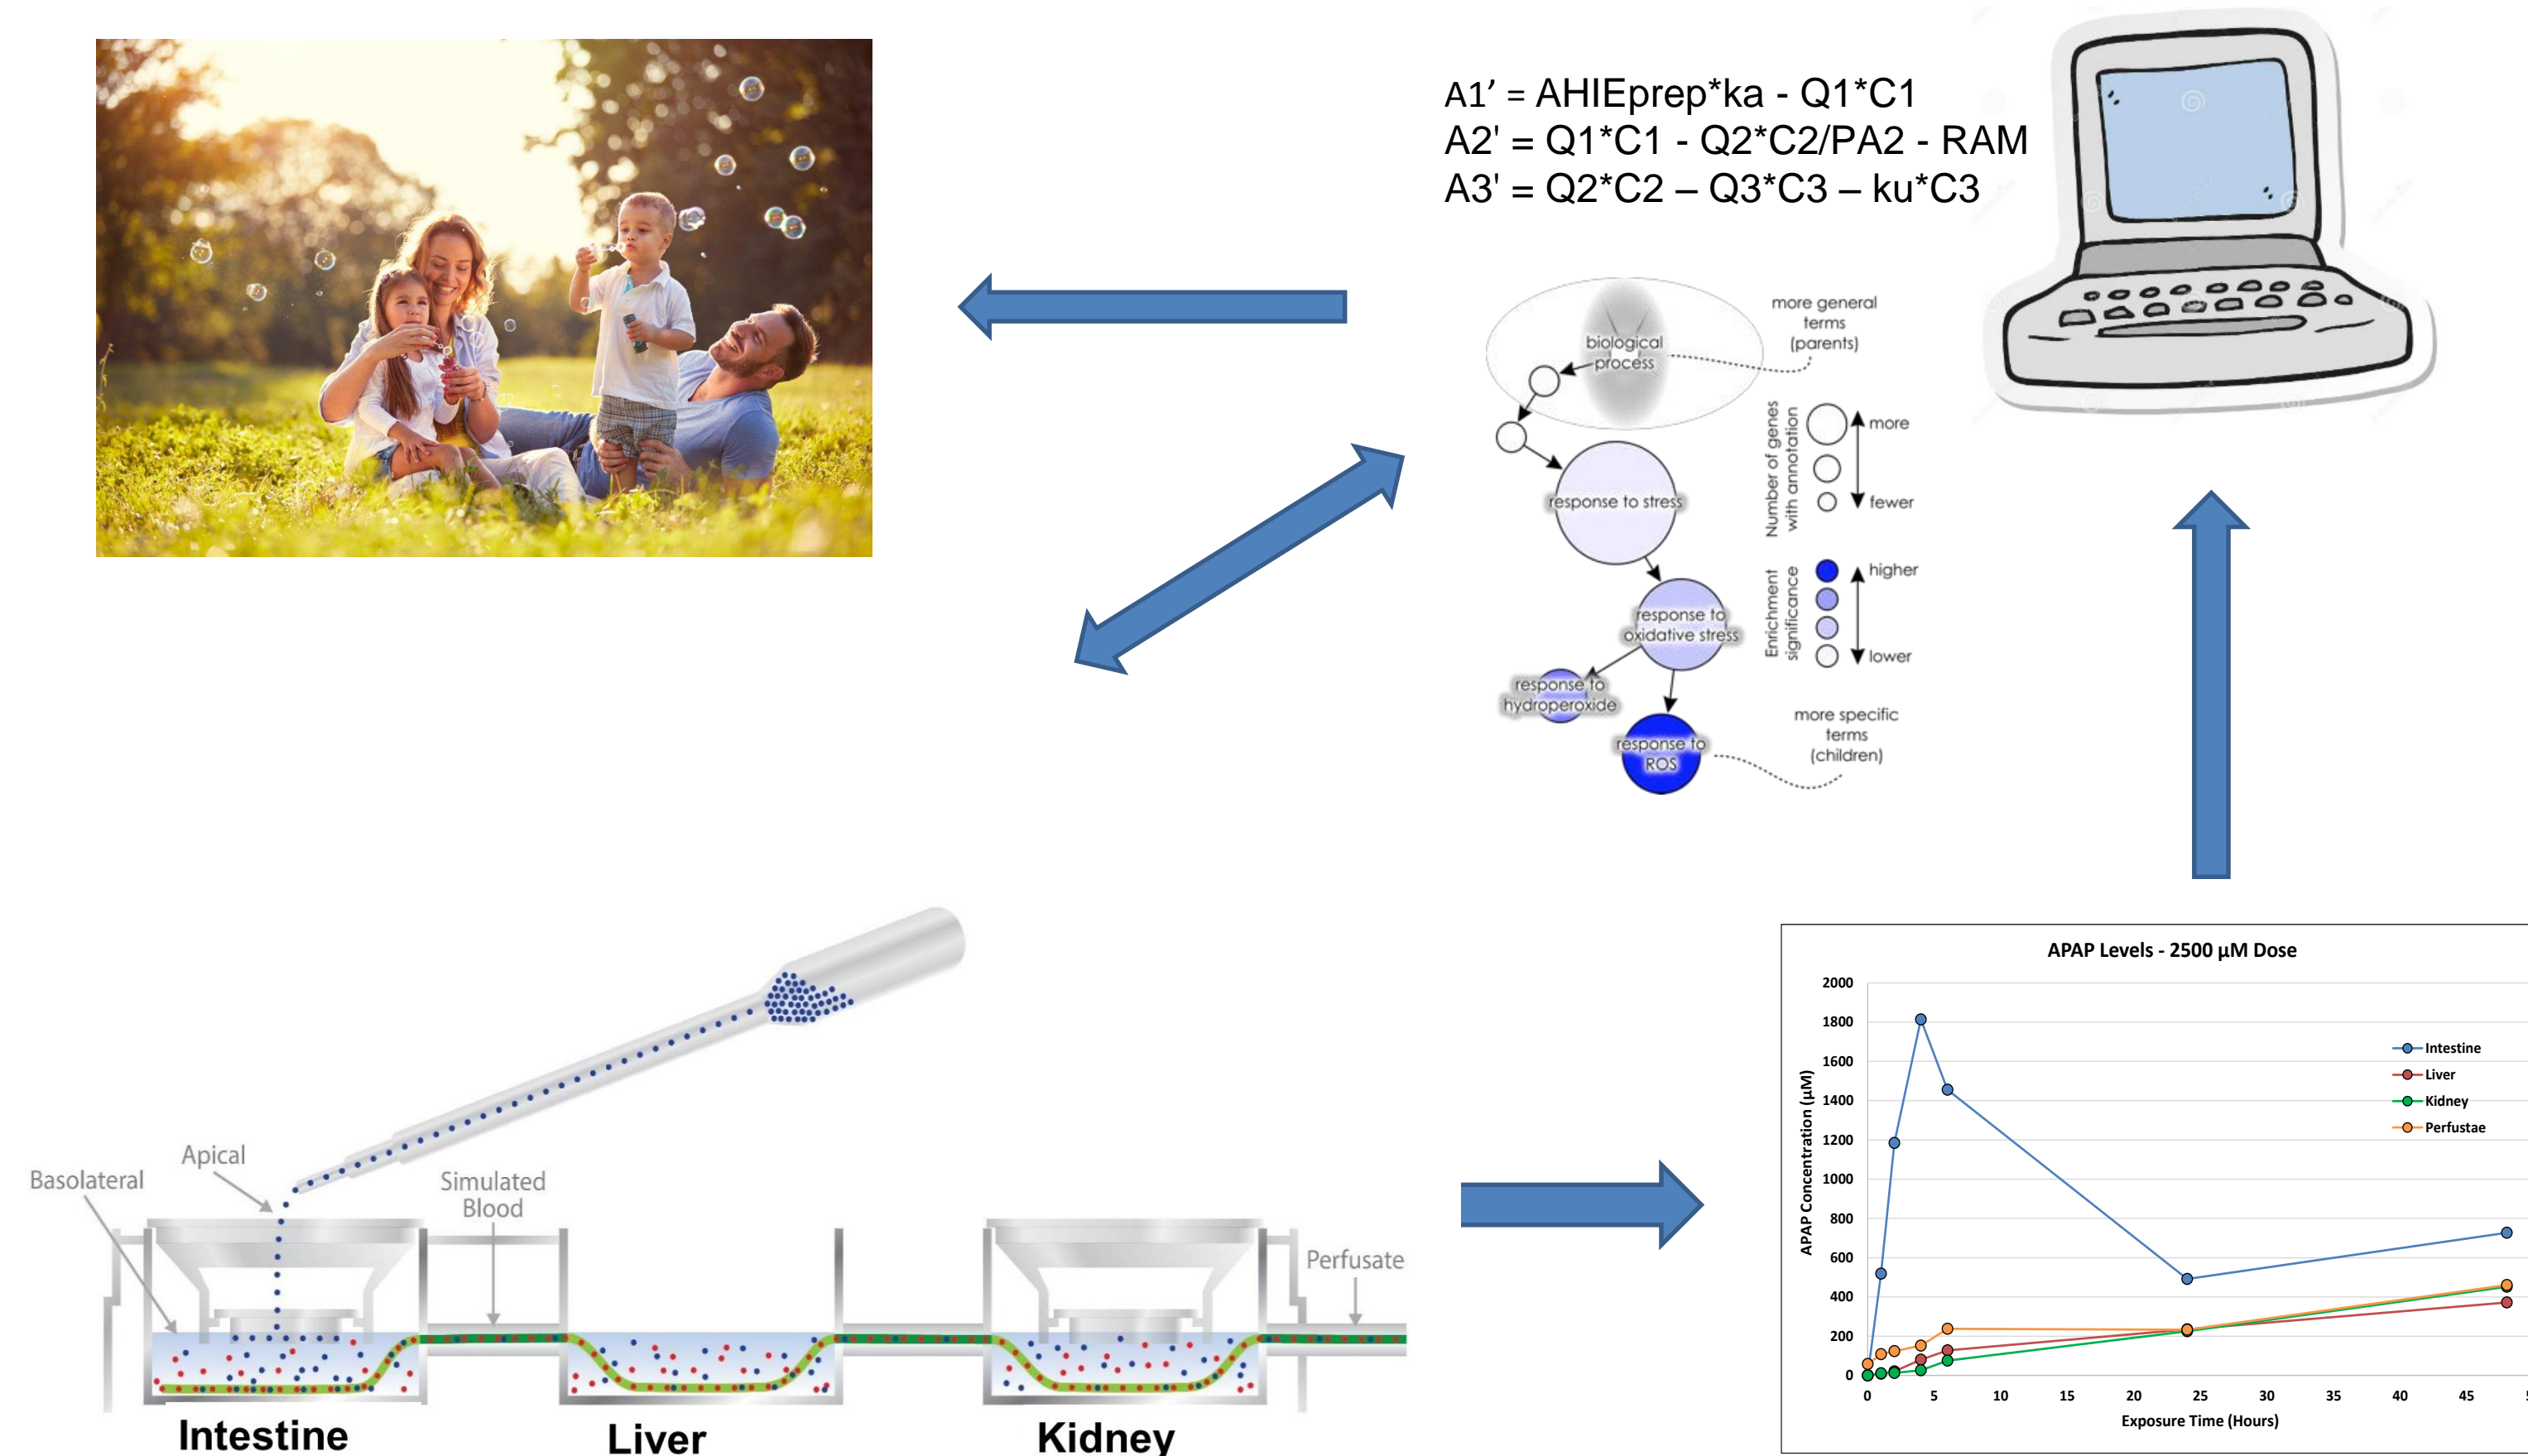 A1’ = AHIEprep*ka - Q1*C1
A2' = Q1*C1 - Q2*C2/PA2 - RAM
A3' = Q2*C2 – Q3*C3 – ku*C3
more general
terms
(parents)
biological
process
Number of genes
with annotation
more
fewer
response to stress
Enrichment
significance
higher
lower
response to
oxidative stress
response to
hydroperoxide
response to
ROS
more specific
terms
(children)
Apical
Basolateral
Simulated
Blood
Perfusate
Intestine
Liver
Kidney
APAP Levels - 2500 µM Dose
APAP Concentration (µM)
2000
1800
1600
1400
1200
1000
800
600
400
200
0
Intestine
Liver
Kidney
Perfustae
0 5 10 15 20 25 30 35 40 45
Exposure Time (Hours)